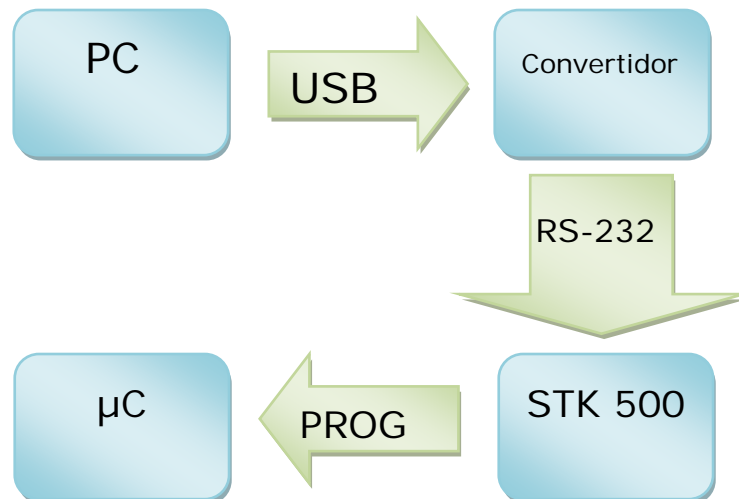 PC
USB
Convertidor
RS-232
STK 500
PROG
µC